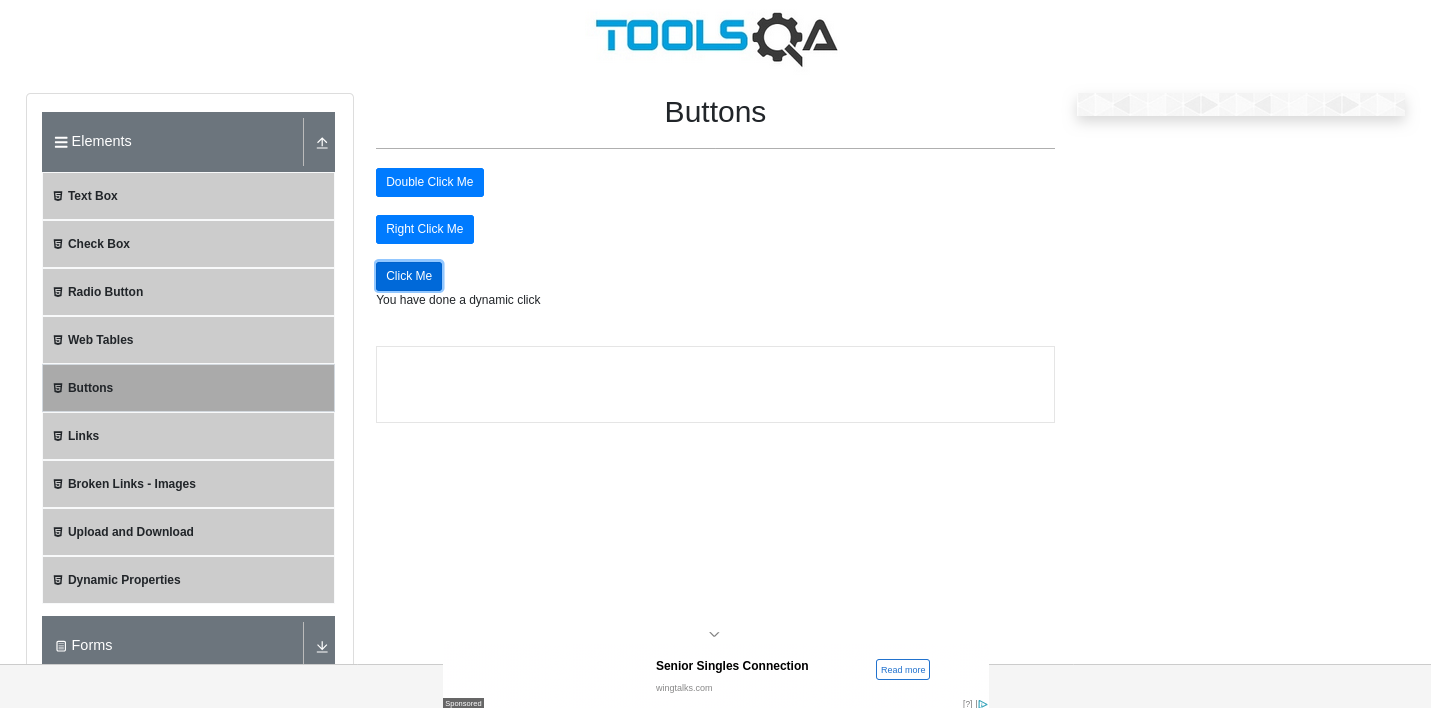 TOOLSQA
Elements
Text Box
Check Box
Radio Button
Web Tables
Buttons
Links
Broken Links - Images
Upload and Download
Dynamic Properties
Forms
Buttons
Double Click Me
Right Click Me
Click Me
You have done a dynamic click
Senior Singles Connection
Read more
wingtalks.com
Sponsored
[?]